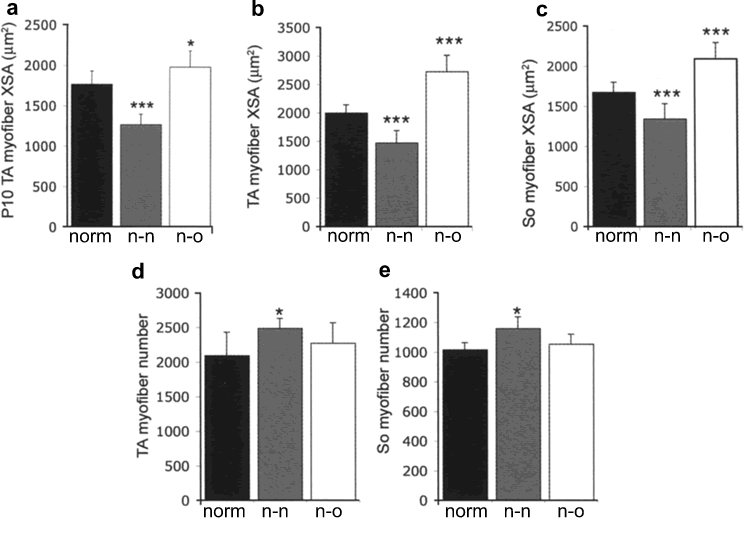 a
P10 TA myofiber XSA (μm²)
2500
2000
1500
1000
500
0
***
*
norm n-n n-o
b
TA myofiber XSA (μm²)
3500
3000
2500
2000
1500
1000
500
0
***
***
norm n-n n-o
c
So myofiber XSA (μm²)
2500
2000
1500
1000
500
0
***
***
norm n-n n-o
d
TA myofiber number
3000
2500
2000
1500
1000
500
0
*
norm n-n n-o
e
So myofiber number
1400
1200
1000
800
600
400
200
0
*
norm n-n n-o